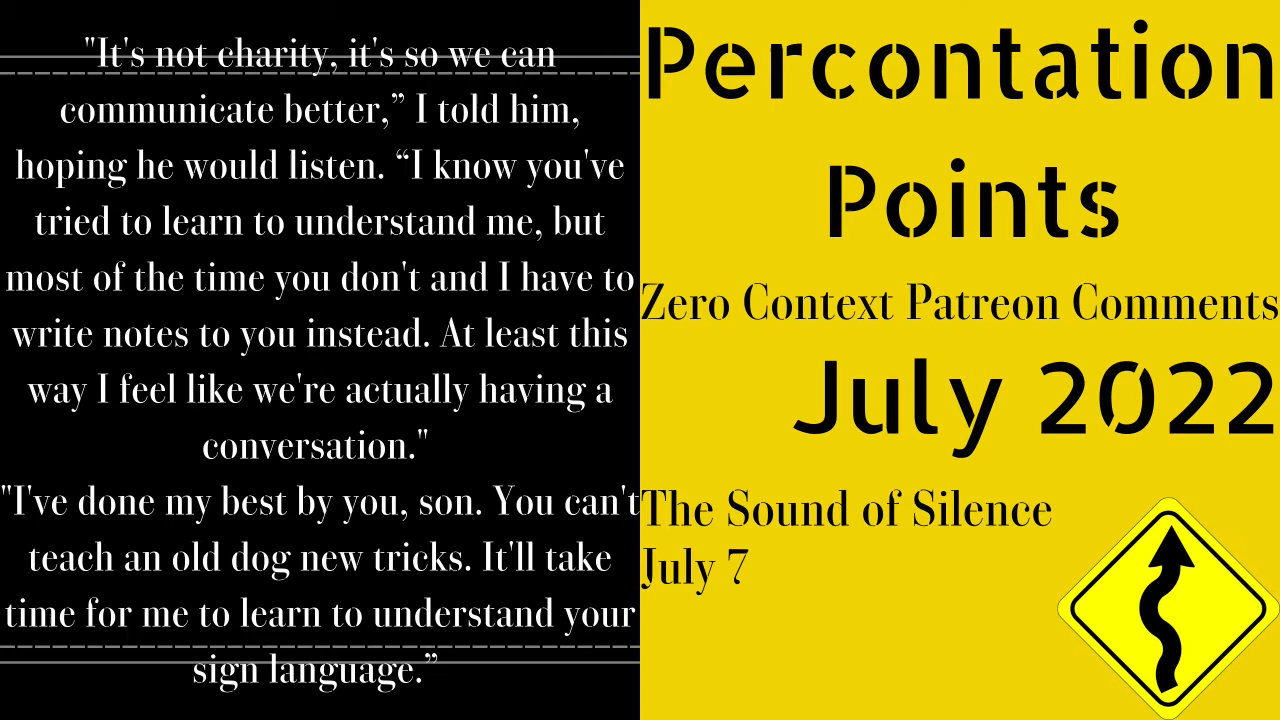 "It's not charity, it's so we can
communicate better,” I told him,
hoping he would listen. “I know you've
tried to learn to understand me, but
most of the time you don't and I have to
write notes to you instead. At least this
way I feel like we're actually having a
conversation."
"I've done my best by you, son. You can't
teach an old dog new tricks. It'll take
time for me to learn to understand your
sign language.”
Percontation
Points
Zero Context Patreon Comments
July 2022
The Sound of Silence
July 7